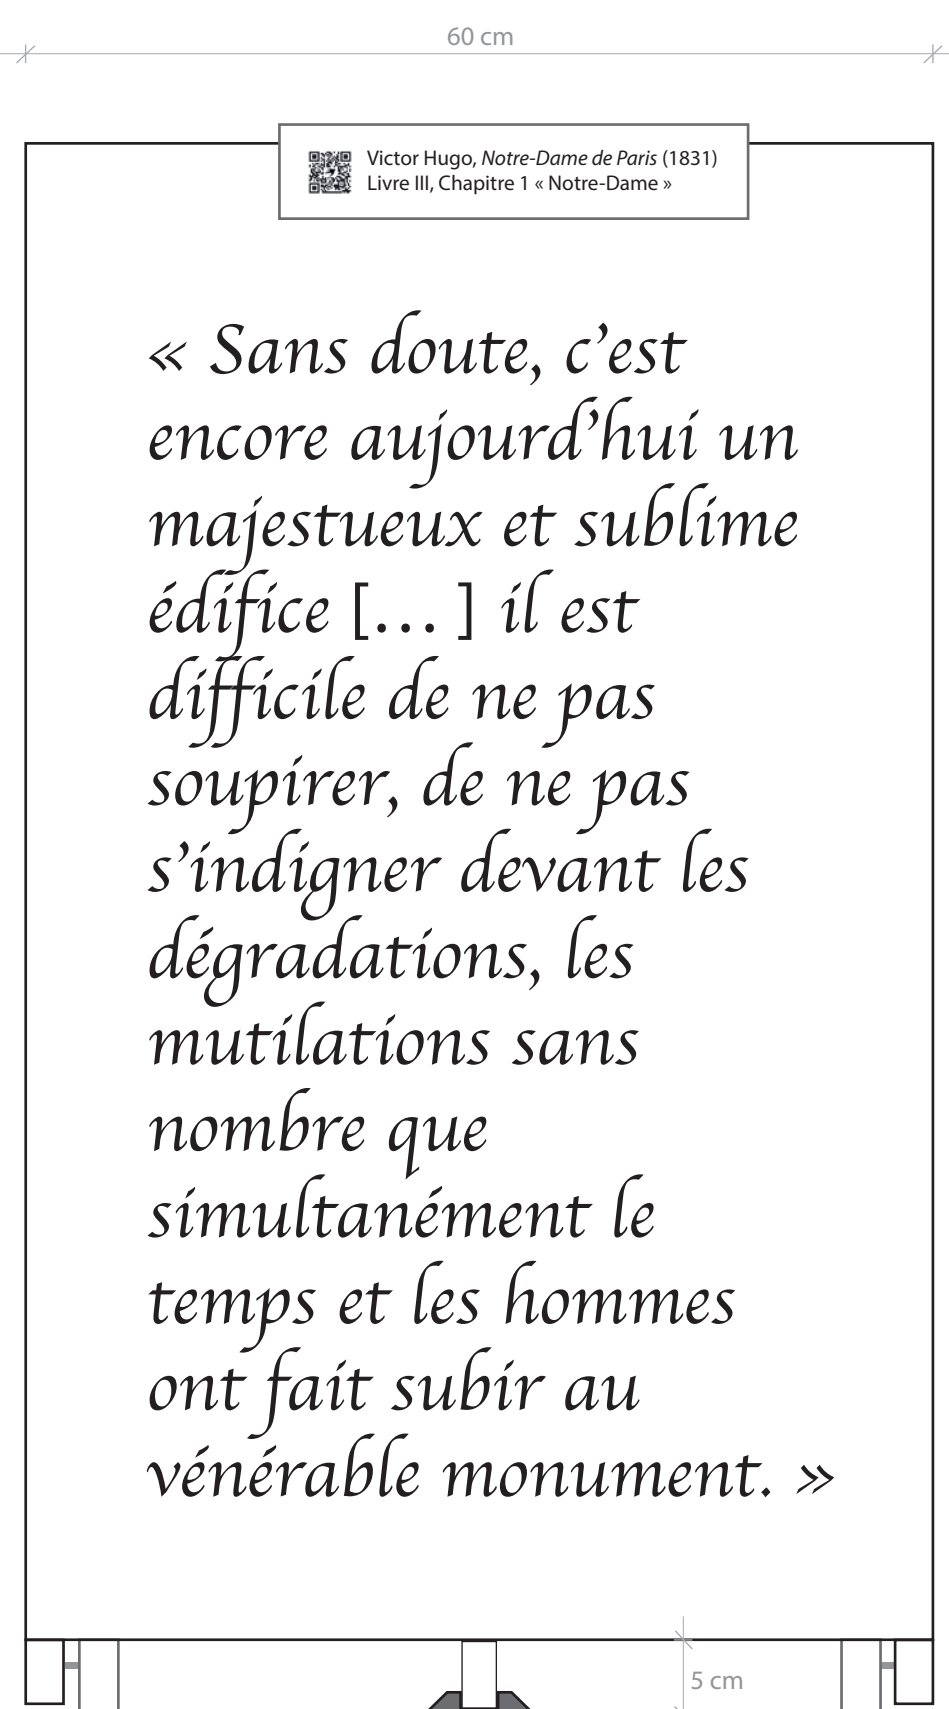 60 cm
Victor Hugo, Notre-Dame de Paris (1831)
Livre III, Chapitre 1 « Notre-Dame »
« Sans doute, c’est
encore aujourd’hui un
majestueux et sublime
édifice [… ] il est
difficile de ne pas
soupirer, de ne pas
s’indigner devant les
dégradations, les
mutilations sans
nombre que
simultanément le
temps et les hommes
ont fait subir au
vénérable monument. »
5 cm